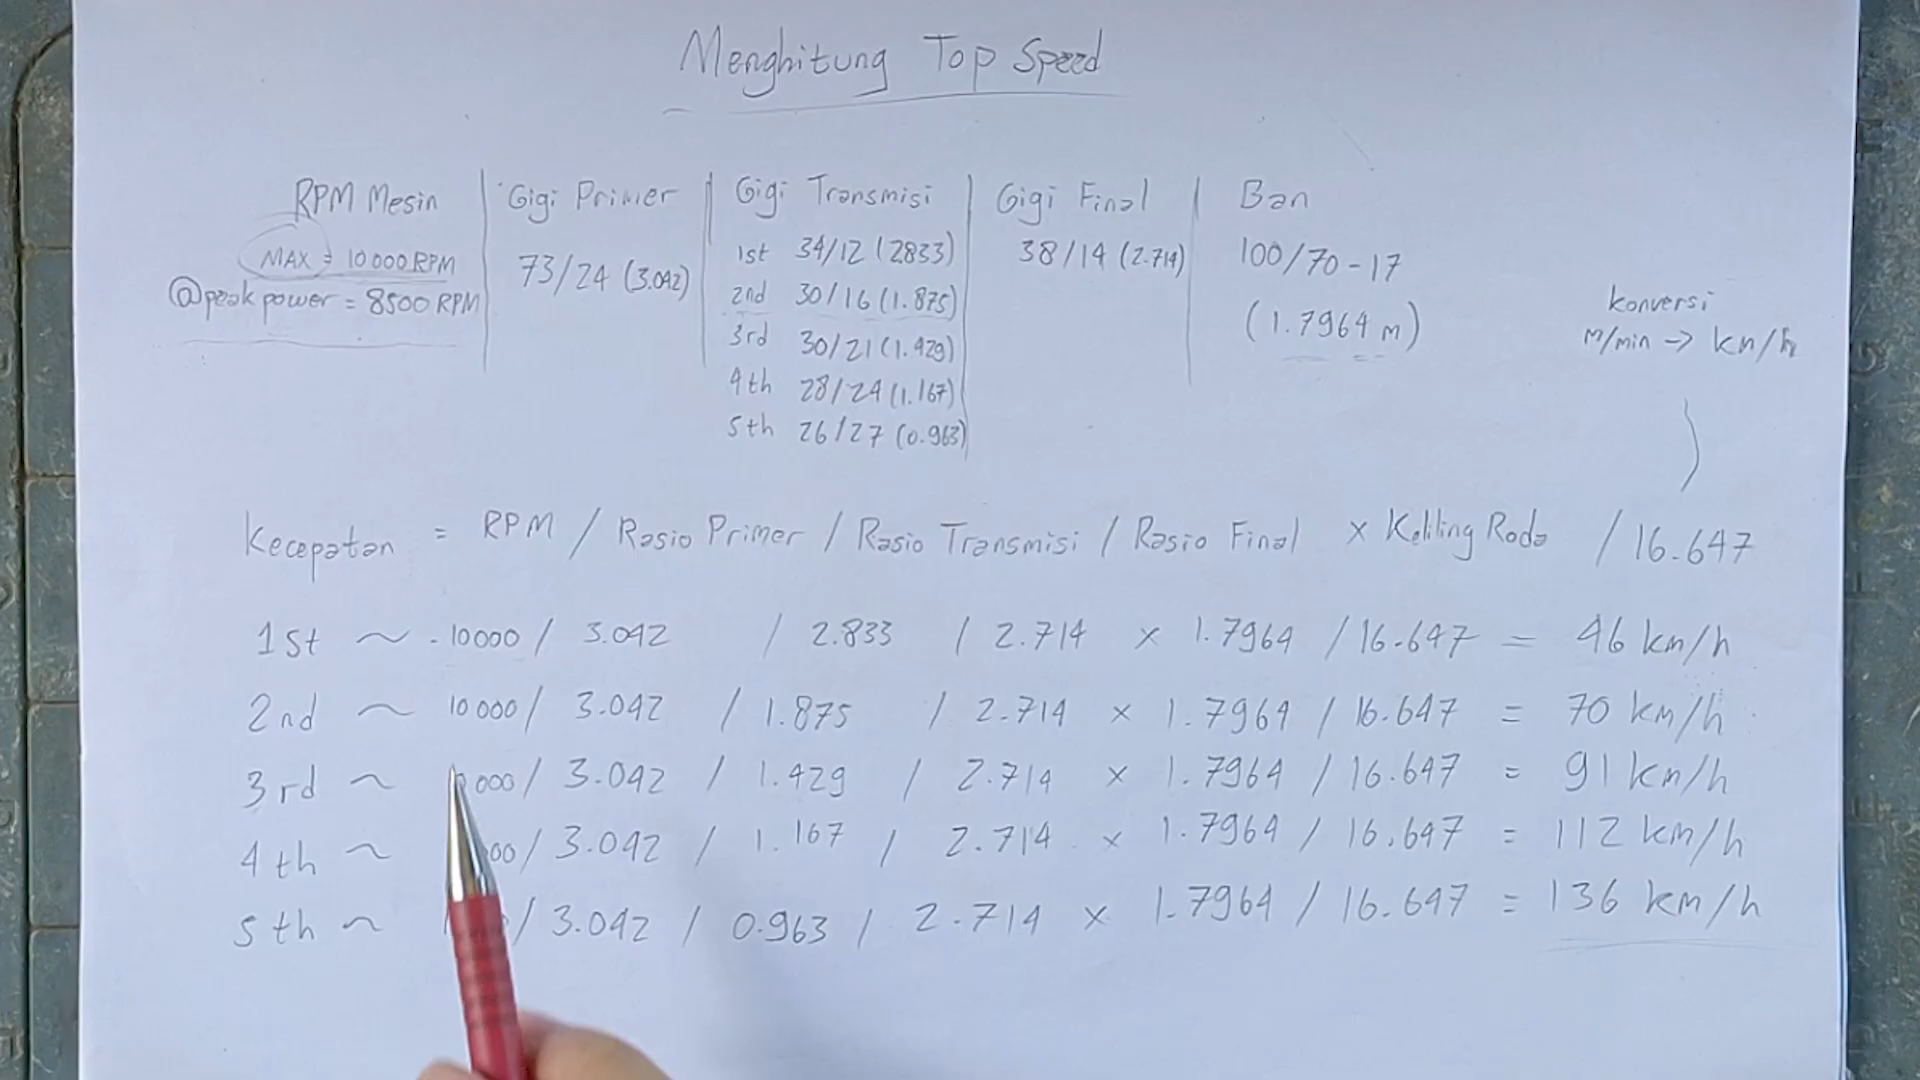 Menghitung Top Speed
RPM Mesin | Gigi Primer | Gigi Transmisi | Gigi Final | Ban
MAX = 10000 RPM
@peak power = 8500 RPM
73/24 (3.042)
1st 34/12 (2833)
2nd 30/16 (1.875)
3rd 30/21 (1.429)
4th 28/24 (1.167)
5th 26/27 (0.963)
38/14 (2.714)
100/70-17
(1.7964 m)
konversi
m/min -> km/h
Kecepatan = RPM / Rasio Primer / Rasio Transmisi / Rasio Final × Keliling Roda / 16.647
1st ~ 10000 / 3.042 / 2.833 / 2.714 × 1.7964 / 16.647 = 46 km/h
2nd ~ 10000 / 3.042 / 1.875 / 2.714 × 1.7964 / 16.647 = 70 km/h
3rd ~ 000 / 3.042 / 1.429 / 2.714 × 1.7964 / 16.647 = 91 km/h
4th ~ 00 / 3.042 / 1.167 / 2.714 × 1.7964 / 16.647 = 112 km/h
5th ~ / 3.042 / 0.963 / 2.714 × 1.7964 / 16.647 = 136 km/h